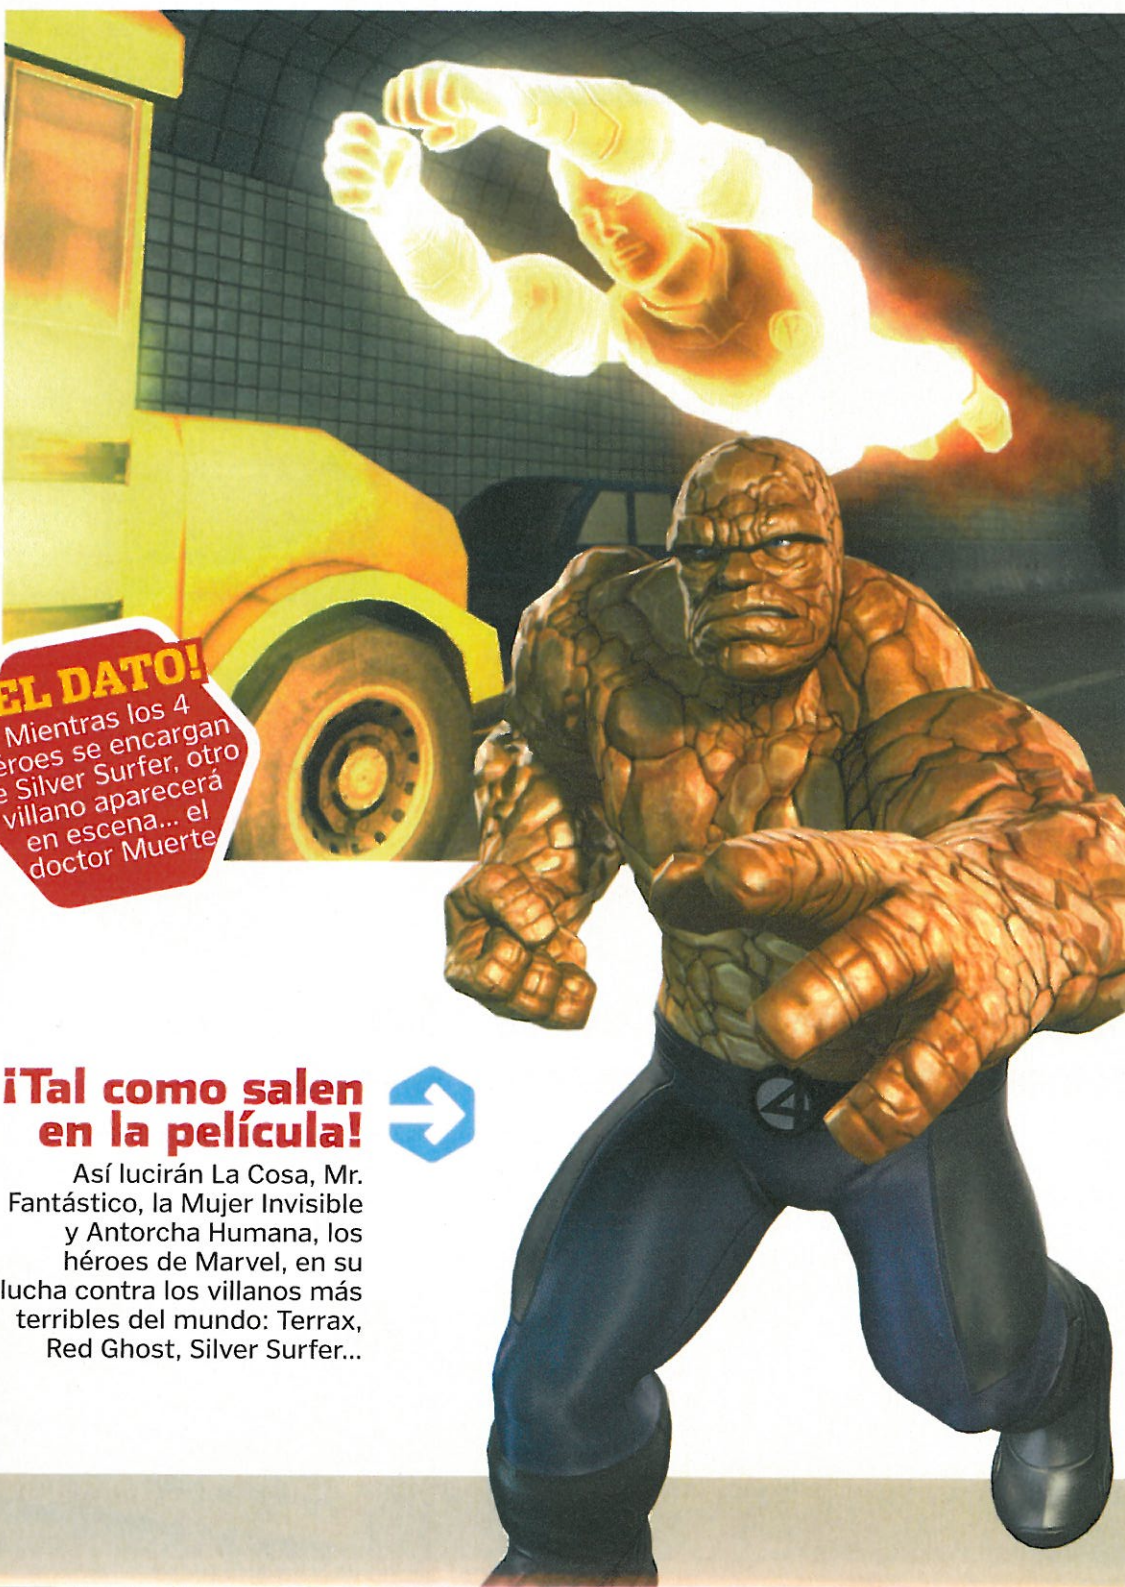 EL DATO!
Mientras los 4
éroes se encargan
e Silver Surfer, otro
villano aparecerá
en escena... el
doctor Muerte
¡Tal como salen
en la película!
Así lucirán La Cosa, Mr.
Fantástico, la Mujer Invisible
y Antorcha Humana, los
héroes de Marvel, en su
lucha contra los villanos más
terribles del mundo: Terrax,
Red Ghost, Silver Surfer...
4